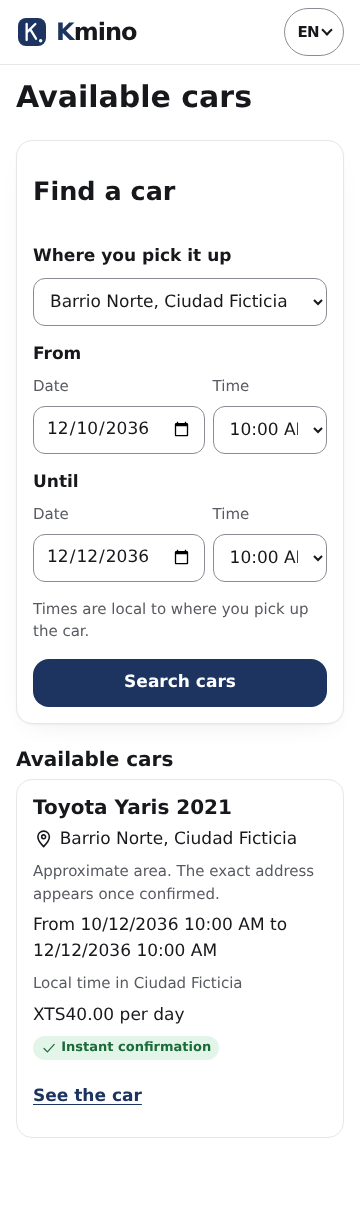 K. Kmino
EN
Available cars
Find a car
Where you pick it up
Barrio Norte, Ciudad Ficticia
From
Date Time
12/10/2036 10:00 A
Until
Date Time
12/12/2036 10:00 A
Times are local to where you pick up
the car.
Search cars
Available cars
Toyota Yaris 2021
Barrio Norte, Ciudad Ficticia
Approximate area. The exact address
appears once confirmed.
From 10/12/2036 10:00 AM to
12/12/2036 10:00 AM
Local time in Ciudad Ficticia
XTS40.00 per day
Instant confirmation
See the car